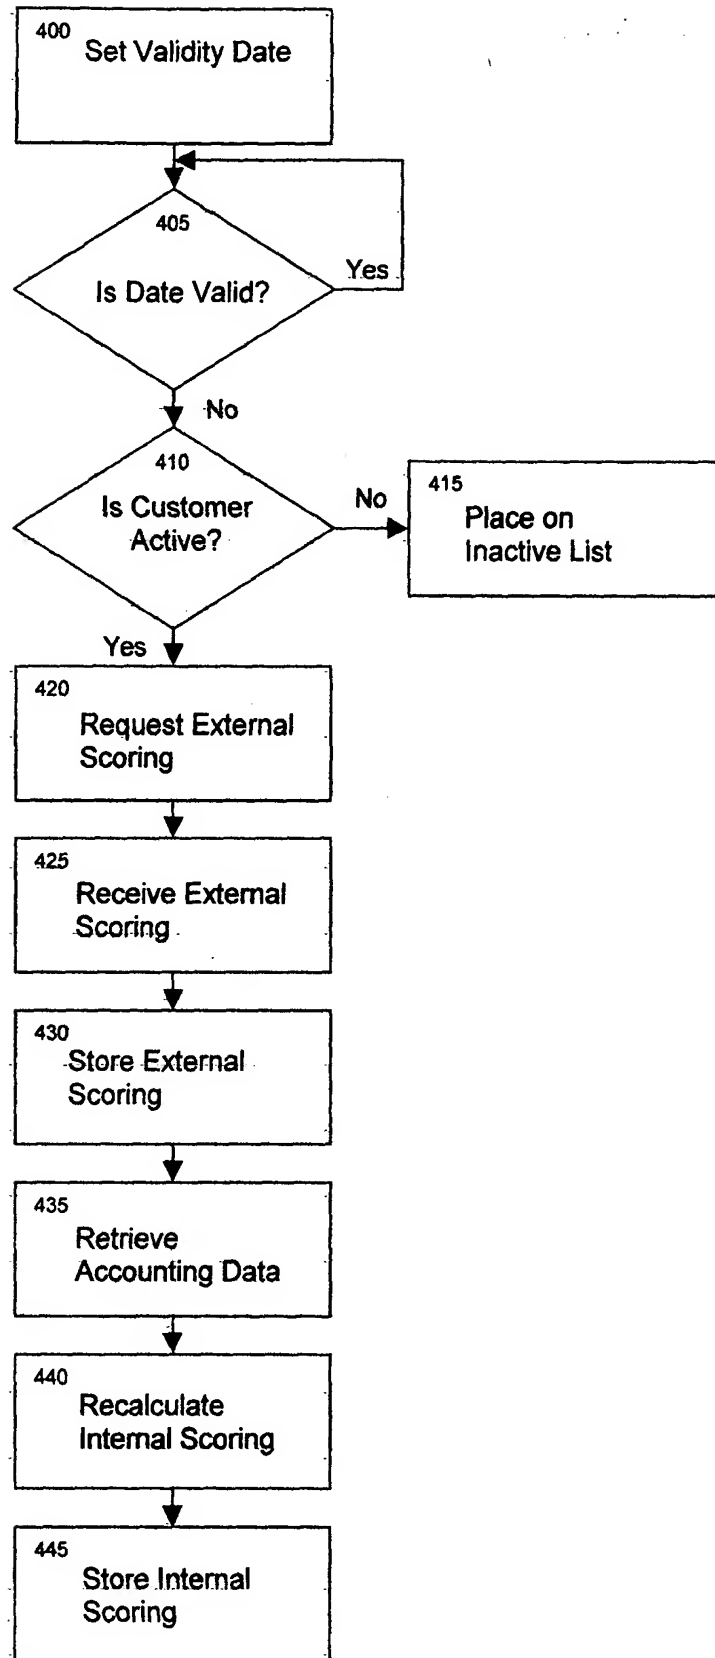 400
Set Validity Date
405
Is Date Valid?
Yes
No
410
Is Customer
Active?
No
415
Place on
Inactive List
Yes
420
Request External
Scoring
425
Receive External
Scoring
430
Store External
Scoring
435
Retrieve
Accounting Data
440
Recalculate
Internal Scoring
445
Store Internal
Scoring